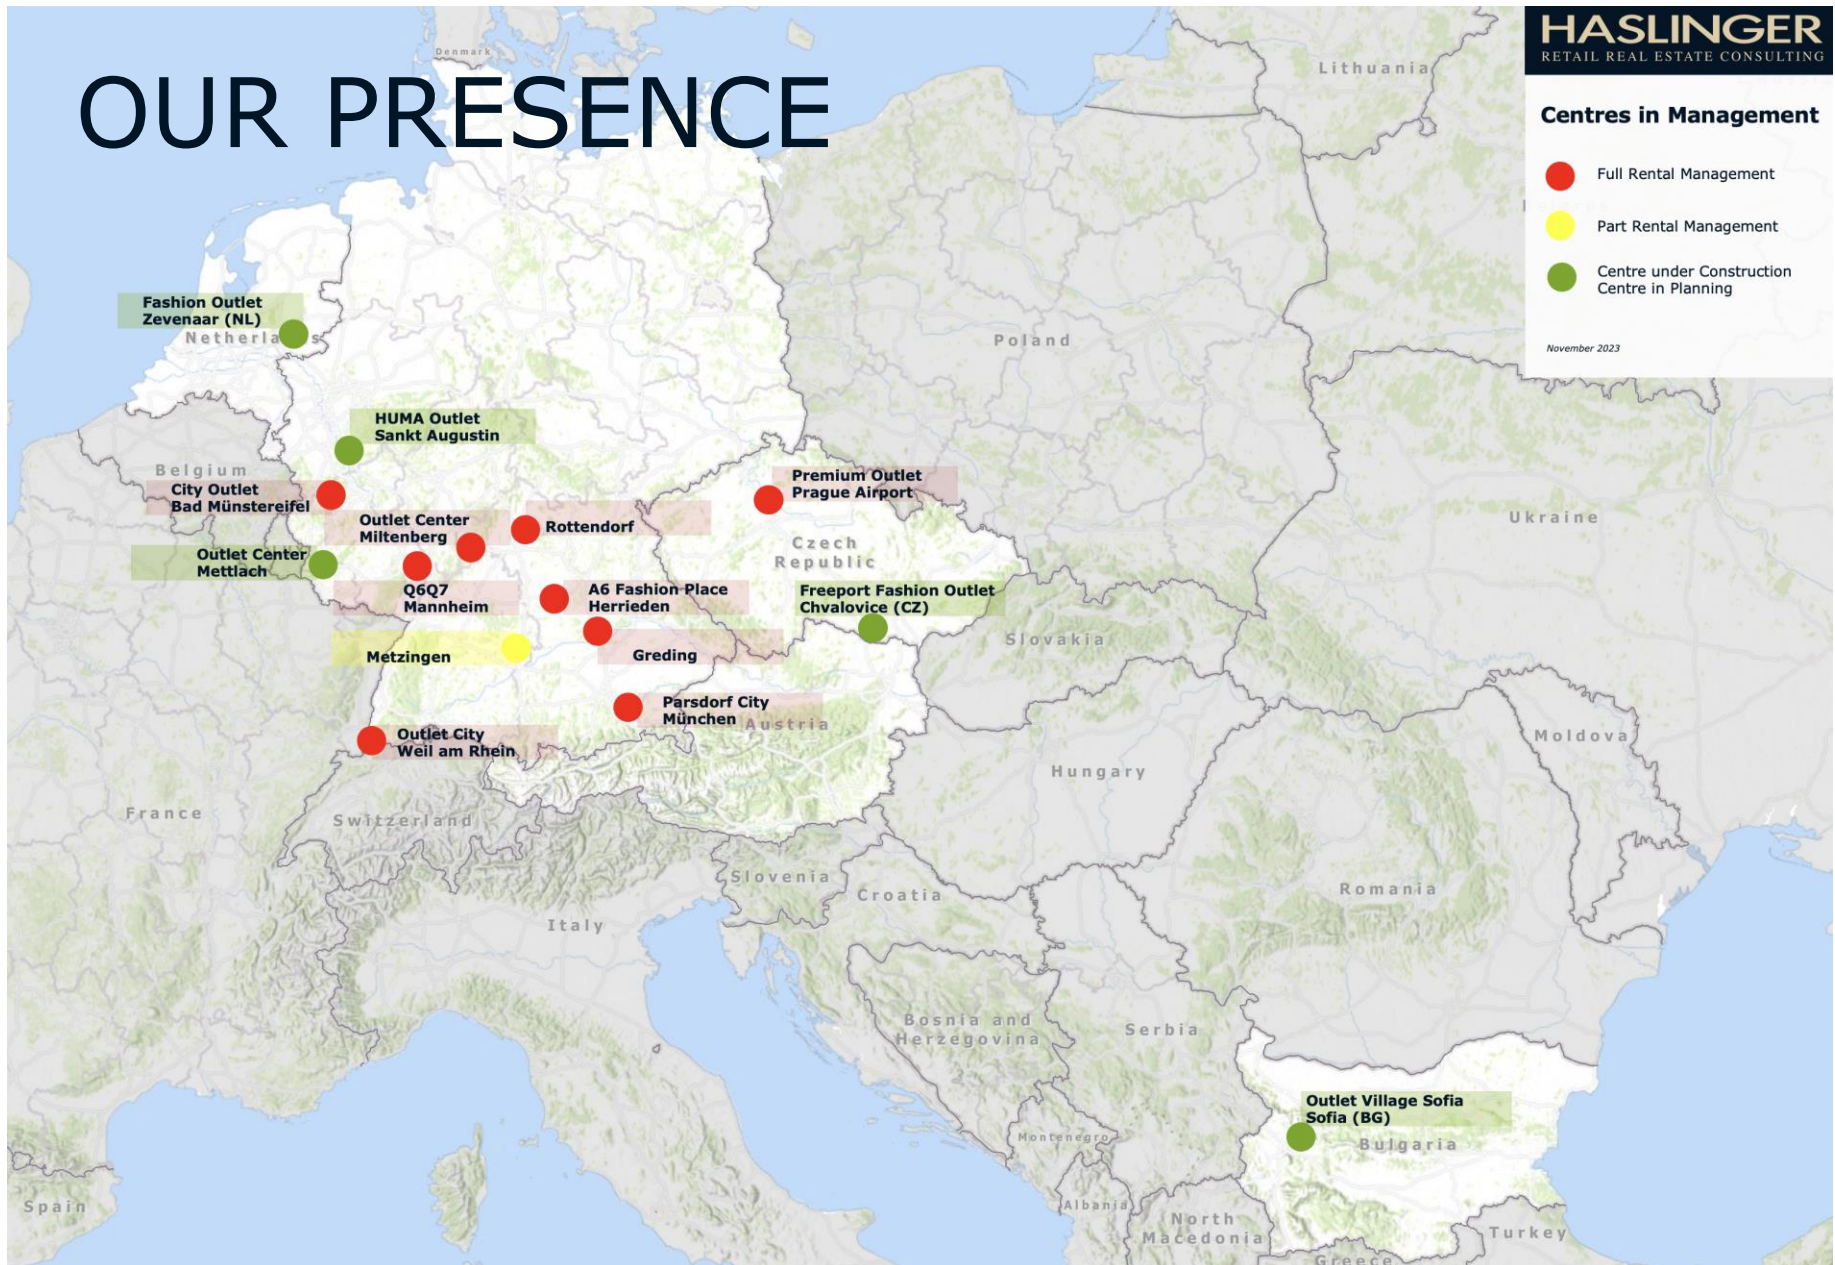 OUR PRESENCE
HASLINGER
RETAIL REAL ESTATE CONSULTING
Centres in Management
Full Rental Management
Part Rental Management
Centre under Construction
Centre in Planning
November 2023
Denmark
Lithuania
Fashion Outlet
Zevenaar (NL)
Poland
HUMA Outlet
Sankt Augustin
Belgium
City Outlet
Bad Münstereifel
Premium Outlet
Prague Airport
Outlet Center
Miltenberg
Rottendorf
Ukraine
Czech
Republic
Outlet Center
Mettlach
Q6Q7
Mannheim
A6 Fashion Place
Herrieden
Freeport Fashion Outlet
Chvalovice (CZ)
Slovakia
Metzingen
Greding
Parsdorf City
München
Austria
Outlet City
Weil am Rhein
Moldova
Hungary
France
Switzerland
Slovenia
Croatia
Romania
Italy
Bosnia and
Herzegovina
Serbia
Outlet Village Sofia
Sofia (BG)
Bulgaria
Montenegro
Albania
North
Macedonia
Spain
Turkey
Greece